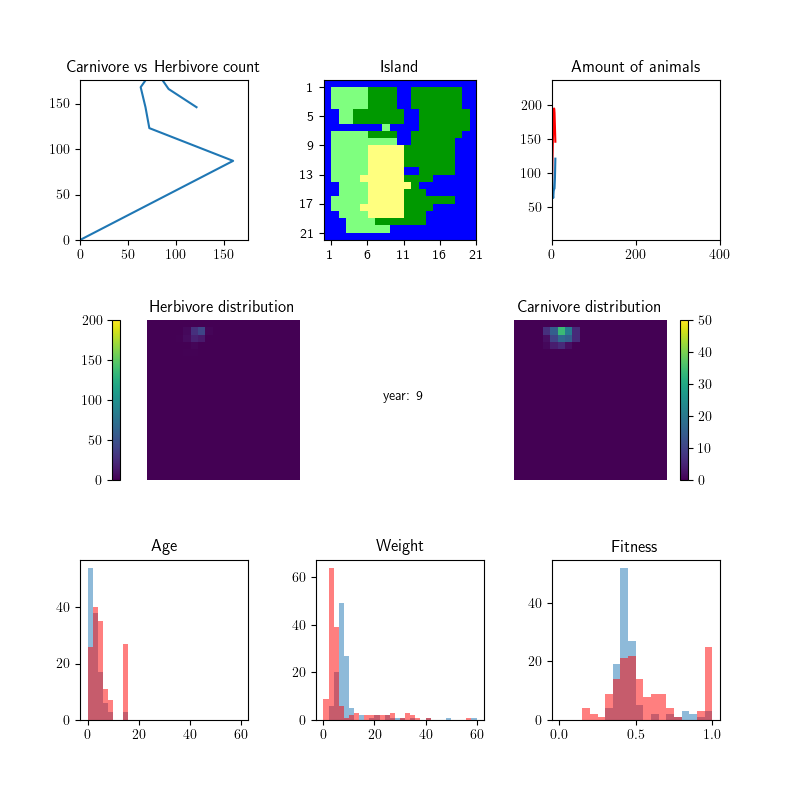 Carnivore vs Herbivore count
150
100
50
0
0 50 100 150
Island
1
5
9
13
17
21
1 6 11 16 21
Amount of animals
200
150
100
50
0 200 400
Herbivore distribution
200
150
100
50
0
year: 9
Carnivore distribution
50
40
30
20
10
0
Age
40
20
0
0 20 40 60
Weight
60
40
20
0
0 20 40 60
Fitness
40
20
0
0.0 0.5 1.0